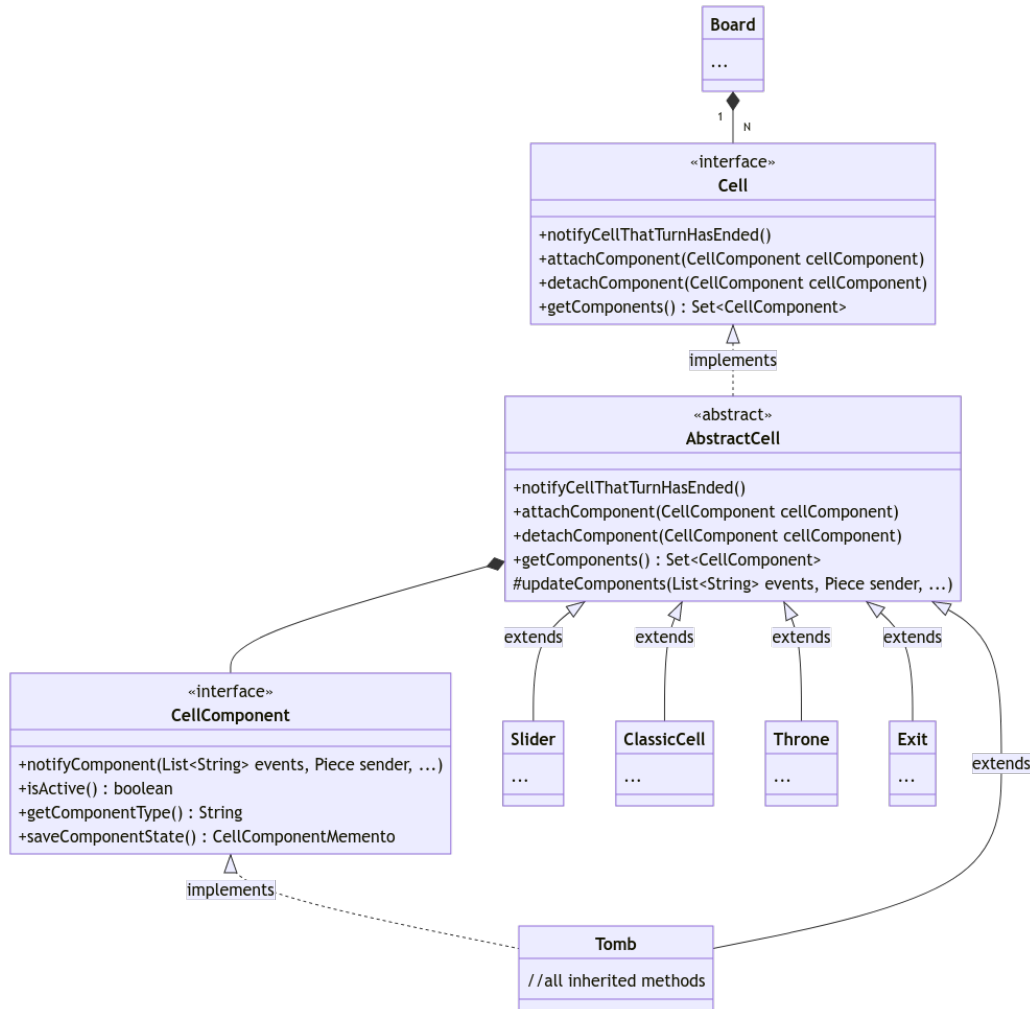 Board
...
1
N
«interface»
Cell
+notifyCellThatTurnHasEnded()
+attachComponent(CellComponent cellComponent)
+detachComponent(CellComponent cellComponent)
+getComponents() : Set<CellComponent>
implements
«abstract»
AbstractCell
+notifyCellThatTurnHasEnded()
+attachComponent(CellComponent cellComponent)
+detachComponent(CellComponent cellComponent)
+getComponents() : Set<CellComponent>
#updateComponents(List<String> events, Piece sender, ...)
extends
extends
extends
extends
«interface»
CellComponent
+notifyComponent(List<String> events, Piece sender, ...)
+isActive() : boolean
+getComponentType() : String
+saveComponentState() : CellComponentMemento
Slider
...
ClassicCell
...
Throne
...
Exit
...
extends
implements
Tomb
//all inherited methods